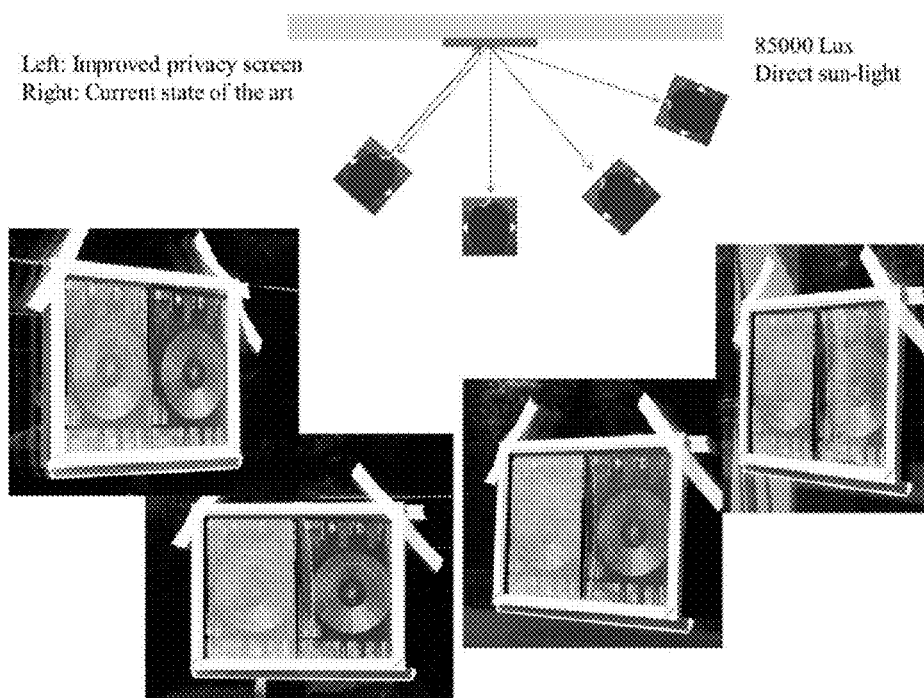 Left: Improved privacy screen
Right: Current state of the art
85000 Lux
Direct sun-light